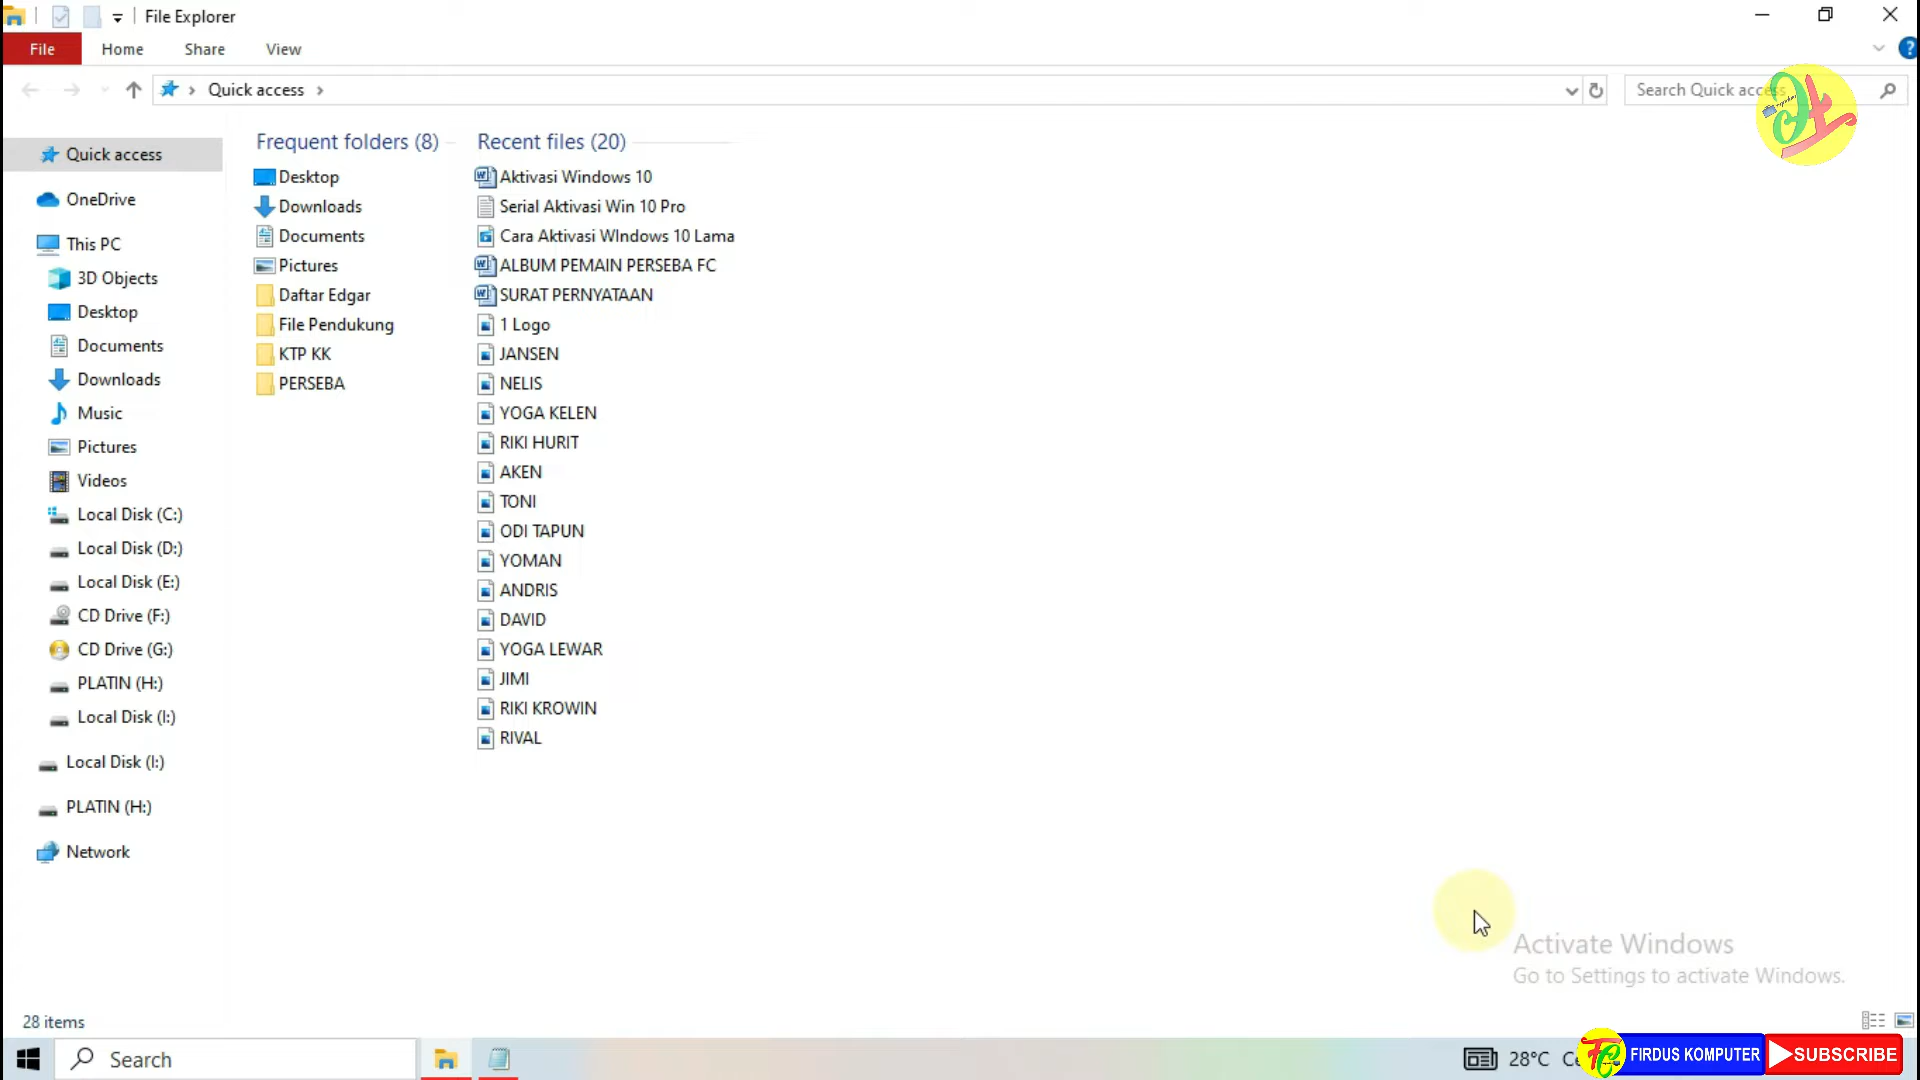 File Explorer
File Home Share View
Quick access
Search Quick access
Quick access
OneDrive
This PC
3D Objects
Desktop
Documents
Downloads
Music
Pictures
Videos
Local Disk (C:)
Local Disk (D:)
Local Disk (E:)
CD Drive (F:)
CD Drive (G:)
PLATIN (H:)
Local Disk (I:)
Local Disk (I:)
PLATIN (H:)
Network
Frequent folders (8)
Desktop
Downloads
Documents
Pictures
Daftar Edgar
File Pendukung
KTP KK
PERSEBA
Recent files (20)
Aktivasi Windows 10
Serial Aktivasi Win 10 Pro
Cara Aktivasi WIndows 10 Lama
ALBUM PEMAIN PERSEBA FC
SURAT PERNYATAAN
1 Logo
JANSEN
NELIS
YOGA KELEN
RIKI HURIT
AKEN
TONI
ODI TAPUN
YOMAN
ANDRIS
DAVID
YOGA LEWAR
JIMI
RIKI KROWIN
RIVAL
Activate Windows
Go to Settings to activate Windows.
28 items
Search
28°C
FIRDUS KOMPUTER
SUBSCRIBE